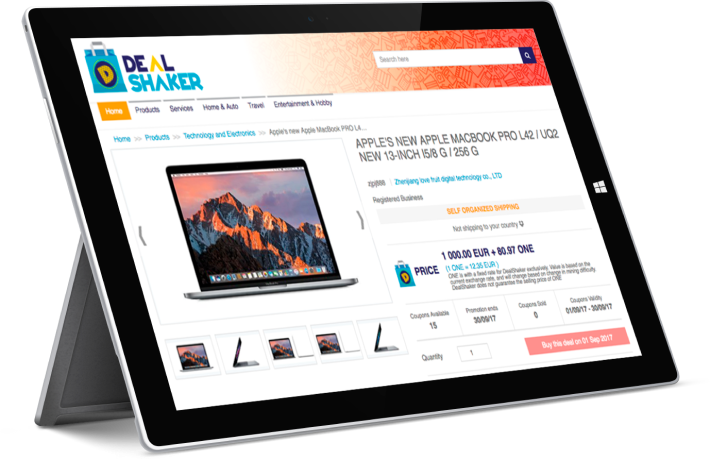 DEAL
SHAKER
Search here
Home Products Services Home & Auto Travel Entertainment & Hobby
Home >> Products >> Technology and Electronics >> Apple's new Apple MacBook PRO L4 ...
APPLE'S NEW APPLE MACBOOK PRO L42 / UQ2
NEW 13-INCH I5/8 G / 256 G
Zhenjiang love fruit digital technology co., LTD
Registered Business
SELF ORGANIZED SHIPPING
Not shipping to your country
PRICE
1 000.00 EUR + 80.97 ONE
(1 ONE = 12.35 EUR )
ONE is with a fixed rate for DealShaker exclusively. Value is based on the
current exchange rate, and will change based on change in mining difficulty.
DealShaker does not guarantee the selling price of ONE
Coupons Available Promotion ends Coupons Sold Coupons Validity
15 30/09/17 0 01/09/17 - 30/09/17
Quantity 1 Buy this deal on 01 Sep 2017